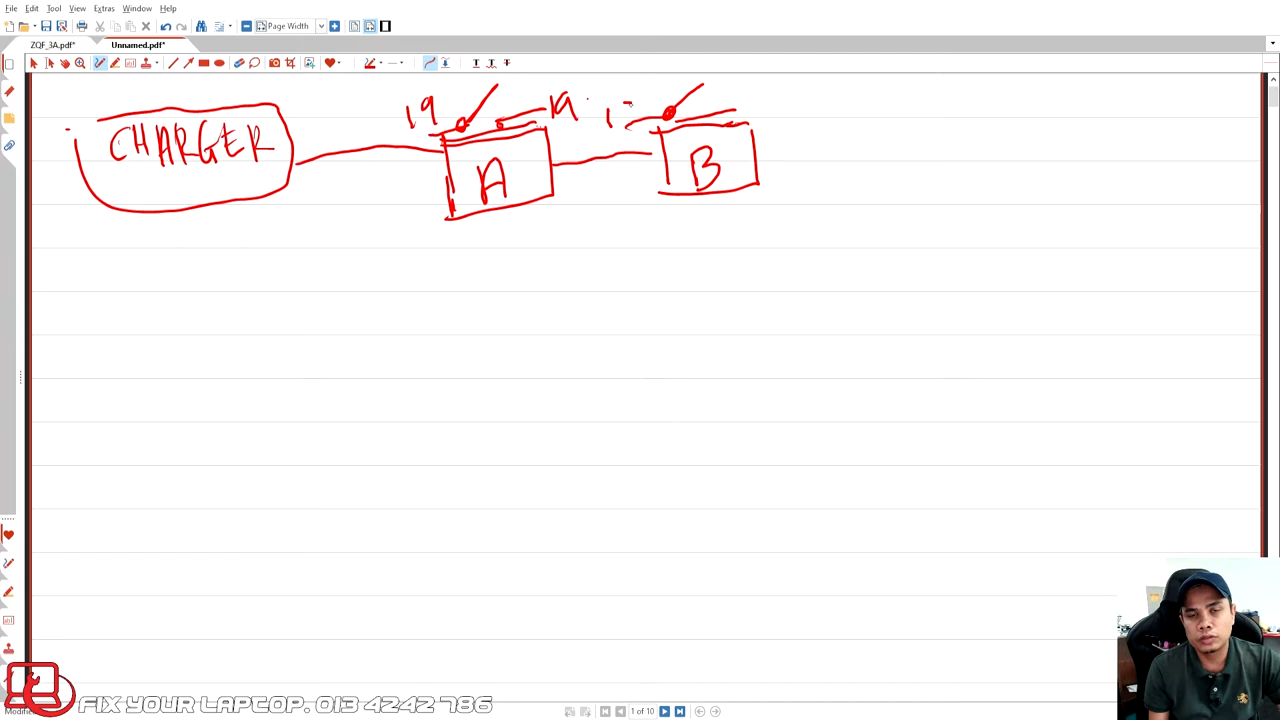 File Edit Tool View Extras Window Help
Page Width
ZQF_3A.pdf* Unnamed.pdf*
19 19
CHARGER A B
FIX YOUR LAPTOP. 013 4242 786
1 of 10